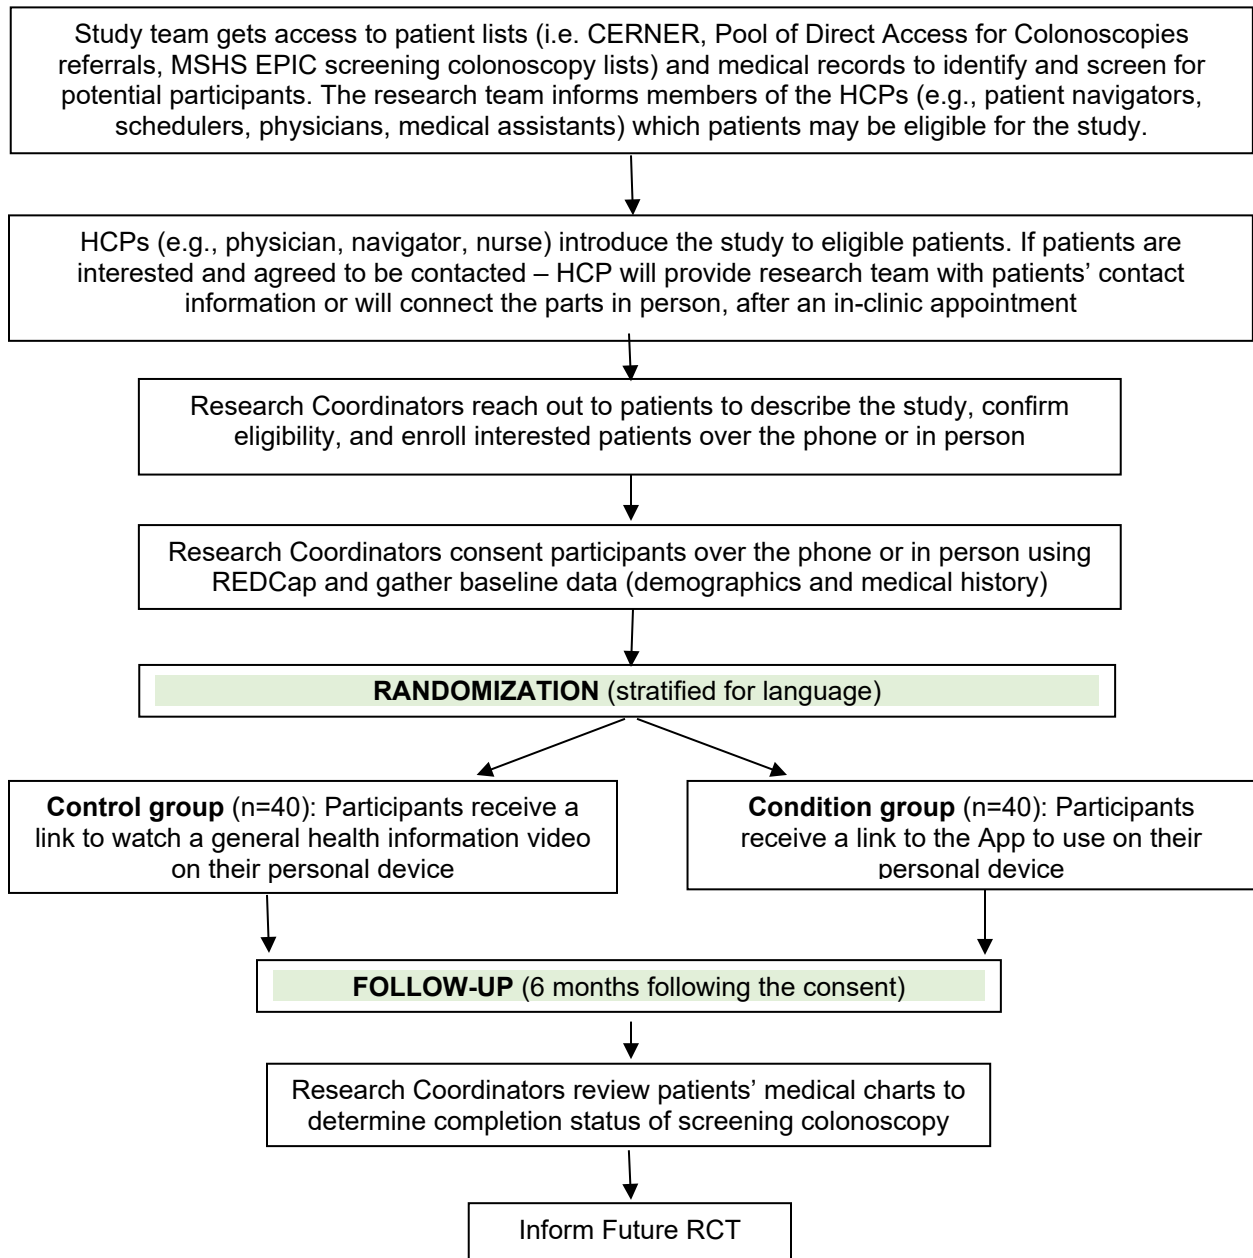 Study team gets access to patient lists (i.e. CERNER, Pool of Direct Access for Colonoscopies
referrals, MSHS EPIC screening colonoscopy lists) and medical records to identify and screen for
potential participants. The research team informs members of the HCPs (e.g., patient navigators,
schedulers, physicians, medical assistants) which patients may be eligible for the study.
HCPs (e.g., physician, navigator, nurse) introduce the study to eligible patients. If patients are
interested and agreed to be contacted – HCP will provide research team with patients’ contact
information or will connect the parts in person, after an in-clinic appointment
Research Coordinators reach out to patients to describe the study, confirm
eligibility, and enroll interested patients over the phone or in person
Research Coordinators consent participants over the phone or in person using
REDCap and gather baseline data (demographics and medical history)
RANDOMIZATION (stratified for language)
Control group (n=40): Participants receive a
link to watch a general health information video
on their personal device
Condition group (n=40): Participants
receive a link to the App to use on their
personal device
FOLLOW-UP (6 months following the consent)
Research Coordinators review patients’ medical charts to
determine completion status of screening colonoscopy
Inform Future RCT